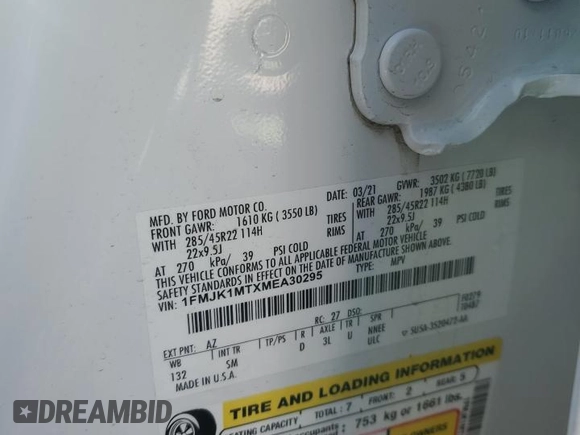 MFD. BY FORD MOTOR CO.
DATE: 03/21 GVWR: 3502 KG ( 7720 LB)
FRONT GAWR: 1610 KG ( 3550 LB) REAR GAWR: 1987 KG ( 4380 LB)
WITH 285/45R22 114H TIRES WITH 285/45R22 114H TIRES
22x9.5J RIMS 22x9.5J RIMS
AT 270 kPa/ 39 PSI COLD AT 270 kPa/ 39 PSI COLD
THIS VEHICLE CONFORMS TO ALL APPLICABLE FEDERAL MOTOR VEHICLE
SAFETY STANDARDS IN EFFECT ON THE DATE OF MANUFACTURE SHOWN ABOVE.
VIN: 1FMJK1MTXMEA30295 TYPE: MPV
EXT PNT: AZ RC: 27 DSO:
WB INT TR TP/PS R AXLE TR SPR
132 SM D 3L U NNEE
ULC
MADE IN U.S.A.
TIRE AND LOADING INFORMATION
SEATING CAPACITY TOTAL: 7 FRONT: 2 REAR: 5
753 kg or 1661 lbs.
DREAMBID